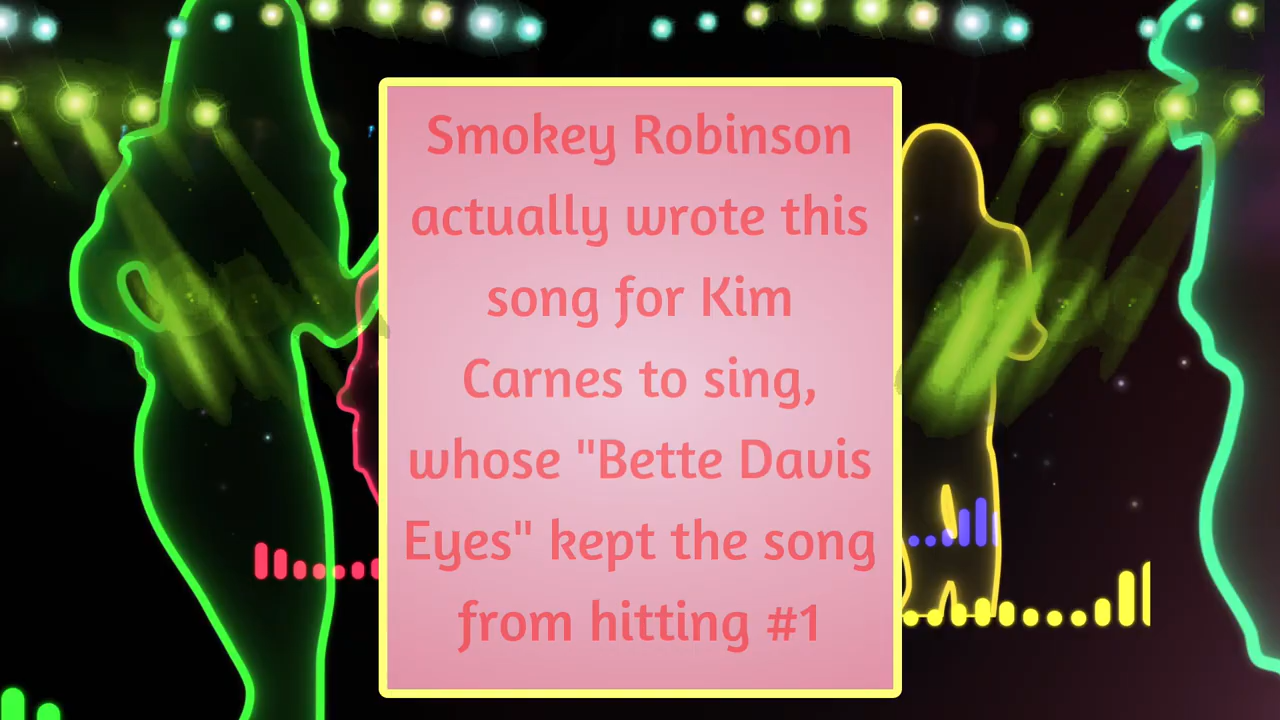 Smokey Robinson
actually wrote this
song for Kim
Carnes to sing,
whose "Bette Davis
Eyes" kept the song
from hitting #1